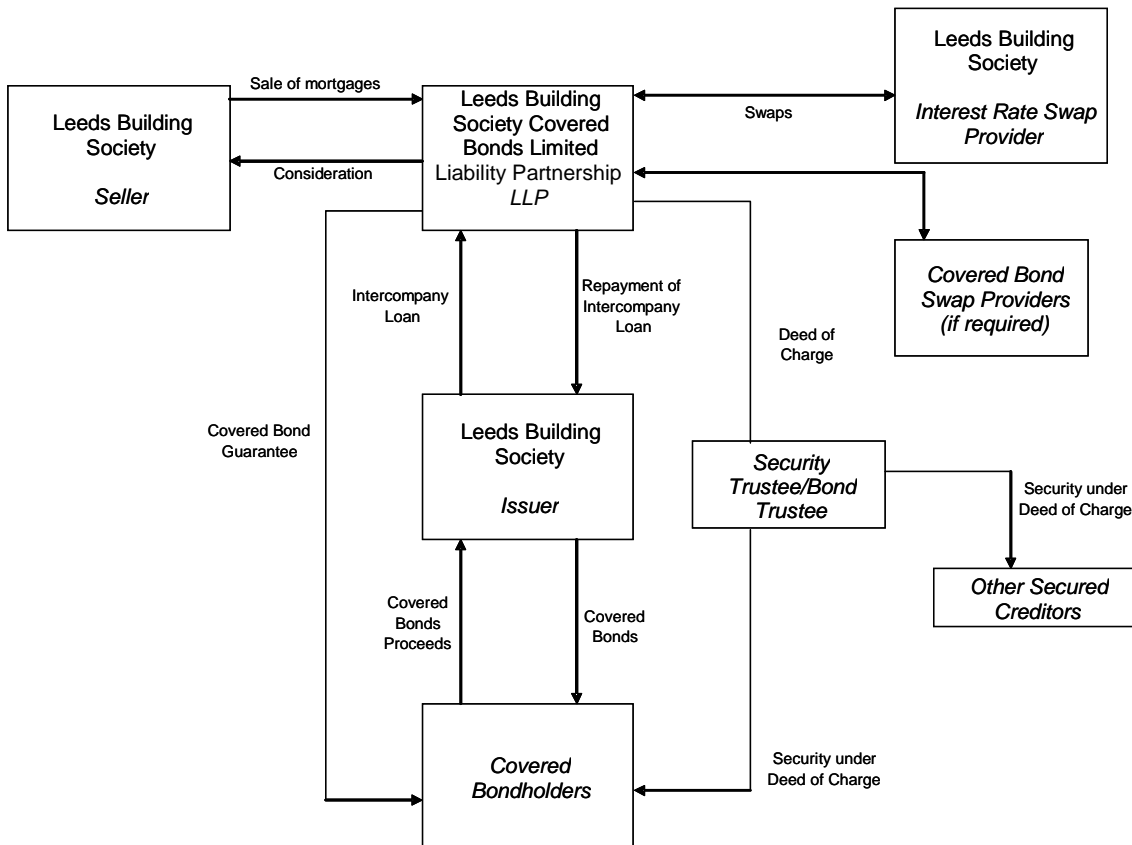 Leeds Building
Society
Interest Rate Swap
Provider
Sale of mortgages
Leeds Building
Society
Seller
Leeds Building
Society Covered
Bonds Limited
Liability Partnership
LLP
Swaps
Consideration
Covered Bond
Swap Providers
(if required)
Intercompany
Loan
Repayment of
Intercompany
Loan
Deed of
Charge
Covered Bond
Guarantee
Leeds Building
Society
Issuer
Security
Trustee/Bond
Trustee
Security under
Deed of Charge
Other Secured
Creditors
Covered
Bonds
Proceeds
Covered
Bonds
Covered
Bondholders
Security under
Deed of Charge